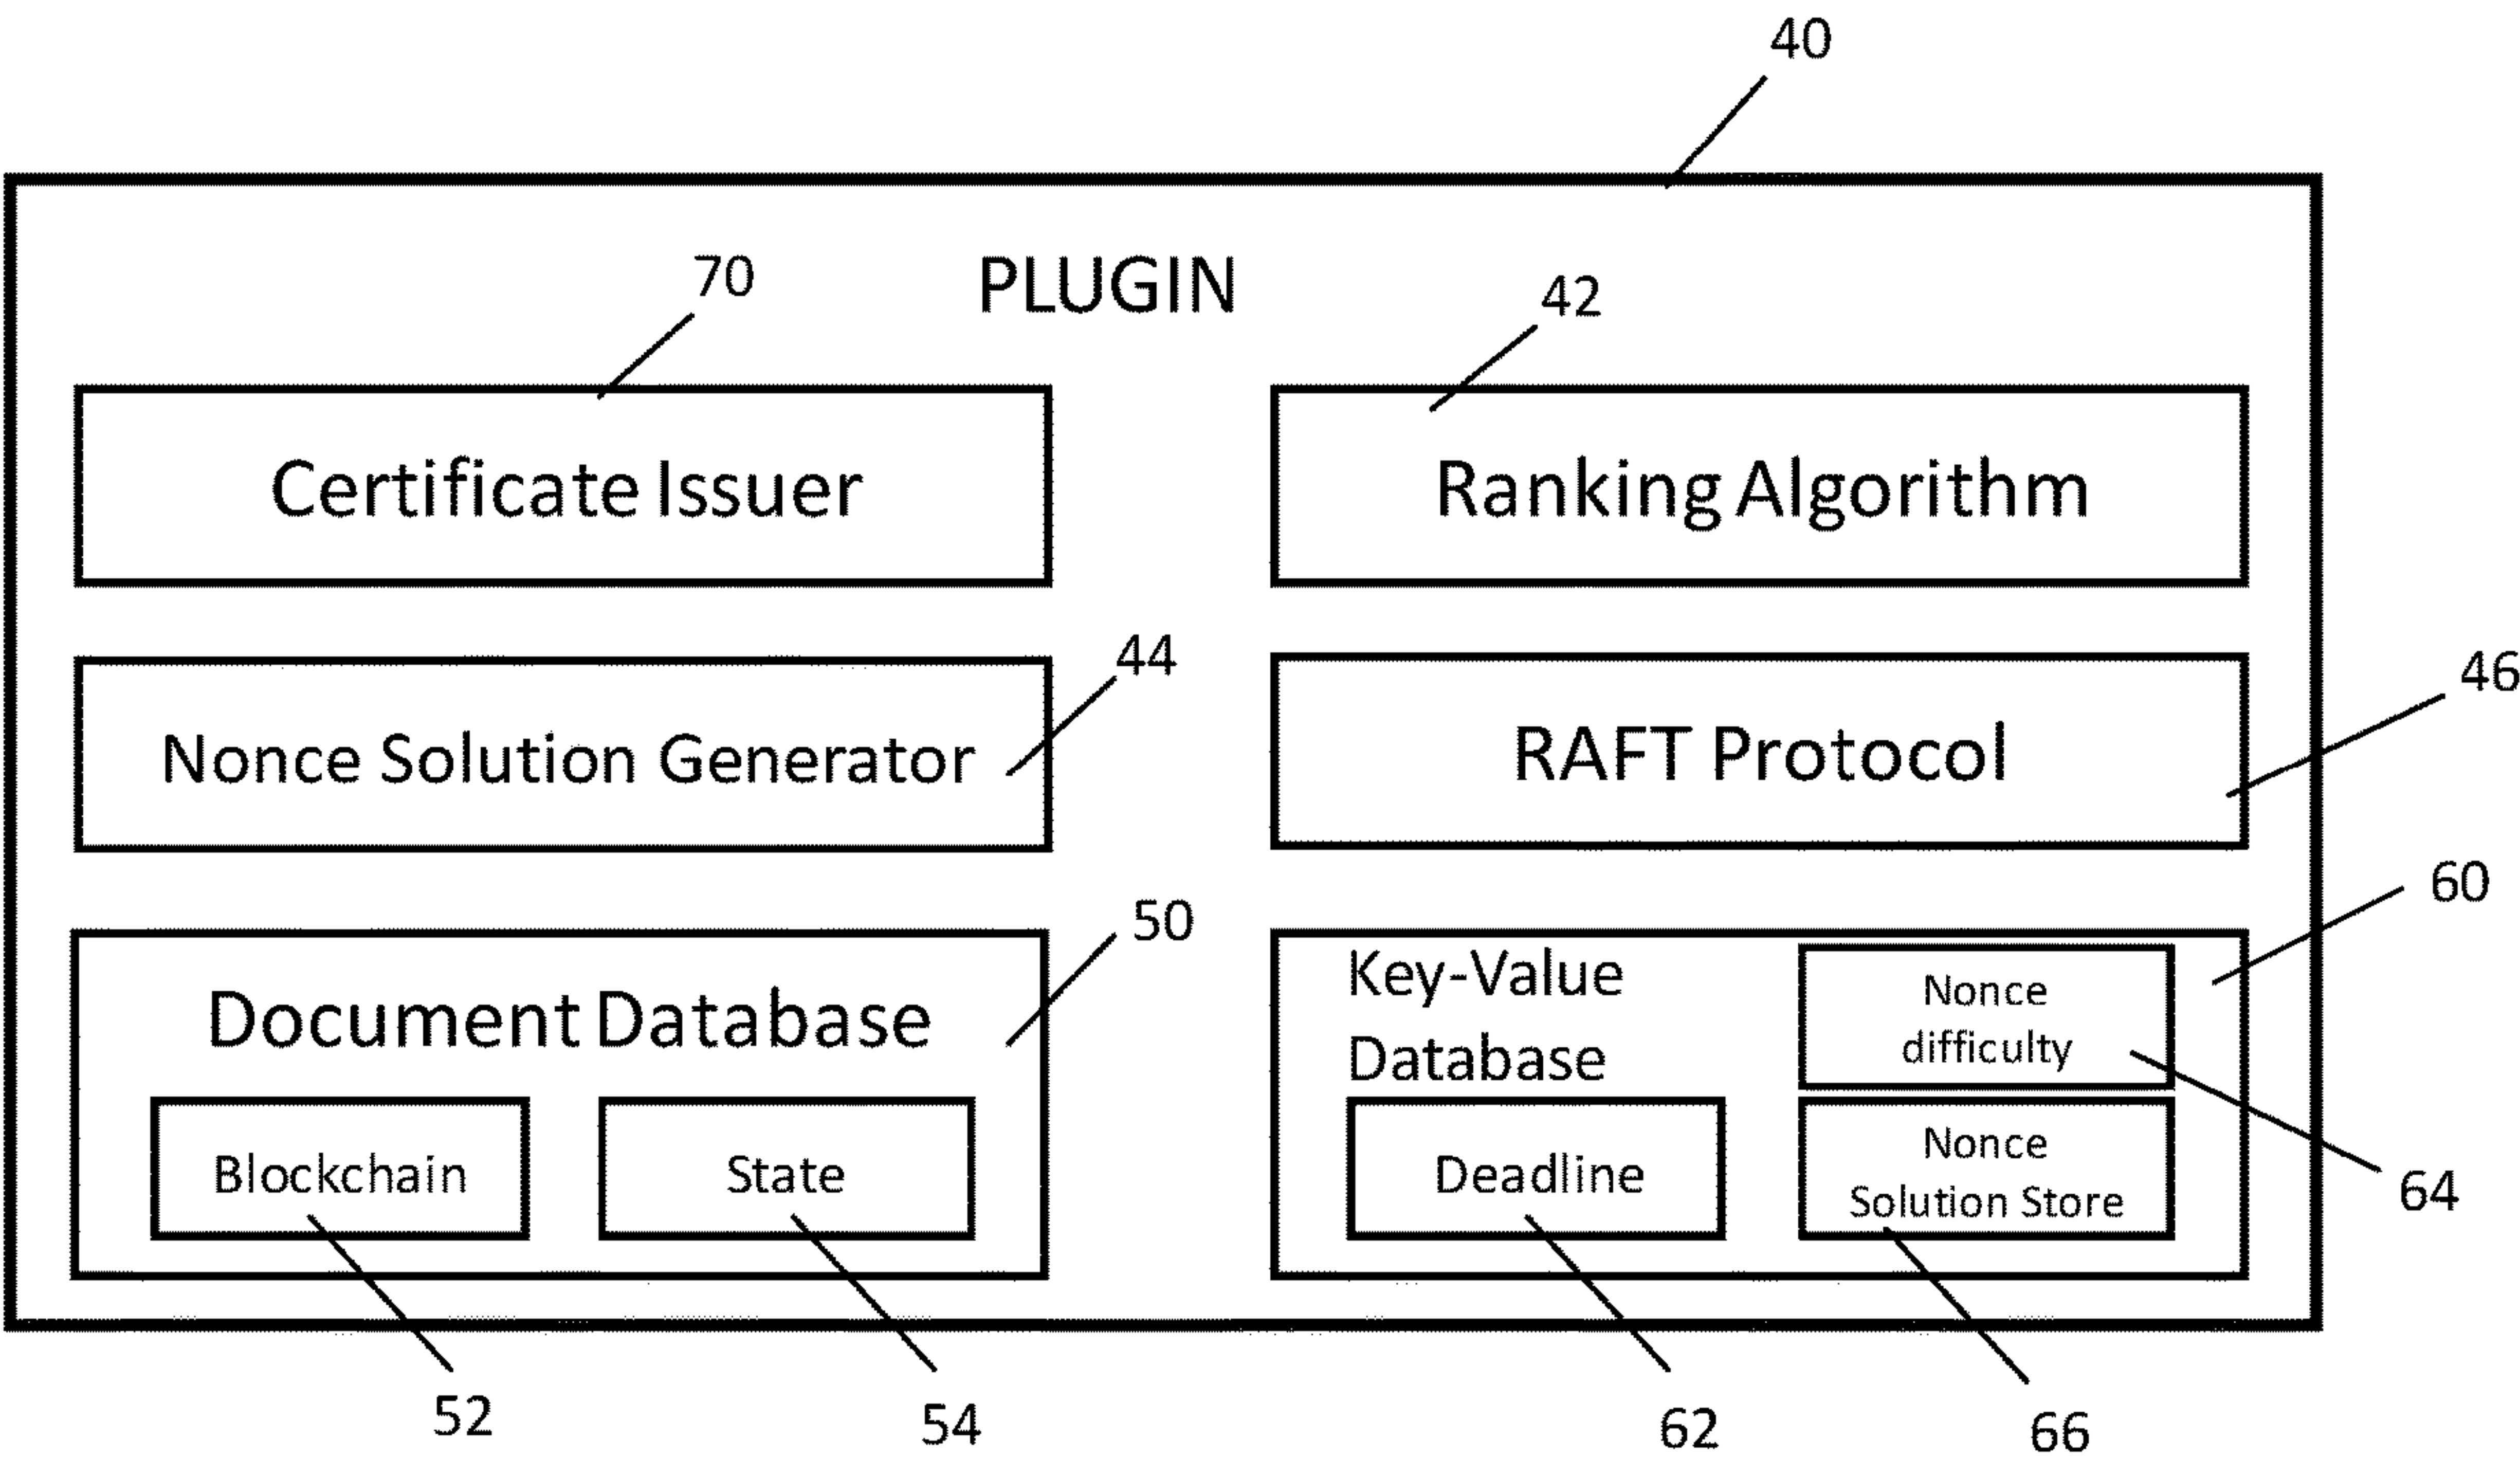 40
PLUGIN
70
42
Certificate Issuer
Ranking Algorithm
44
46
Nonce Solution Generator
RAFT Protocol
50
60
Document Database
Blockchain
State
Key-Value
Database
Nonce
difficulty
Deadline
Nonce
Solution Store
64
52
54
62
66